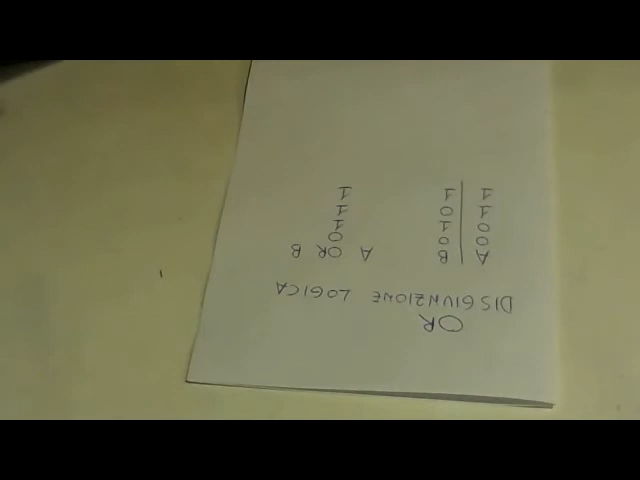 OR
DISGIUNZIONE LOGICA
A B A OR B
0 0 0
0 1 1
1 0 1
1 1 1